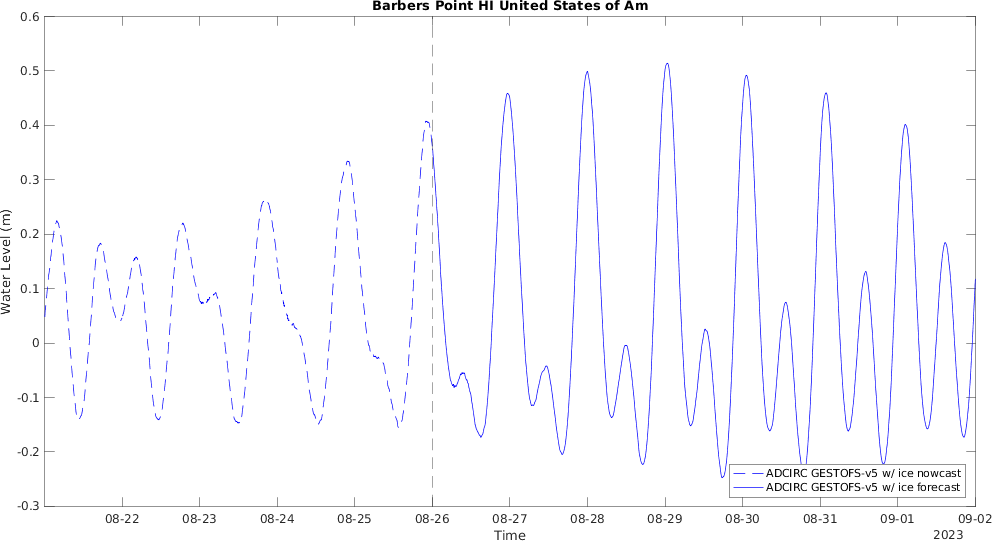 Barbers Point HI United States of Am
0.6
0.5
0.4
0.3
0.2
0.1
0
-0.1
-0.2
-0.3
Water Level (m)
ADCIRC GESTOFS-v5 w/ ice nowcast
ADCIRC GESTOFS-v5 w/ ice forecast
08-22 08-23 08-24 08-25 08-26 08-27 08-28 08-29 08-30 08-31 09-01 09-02
Time
2023